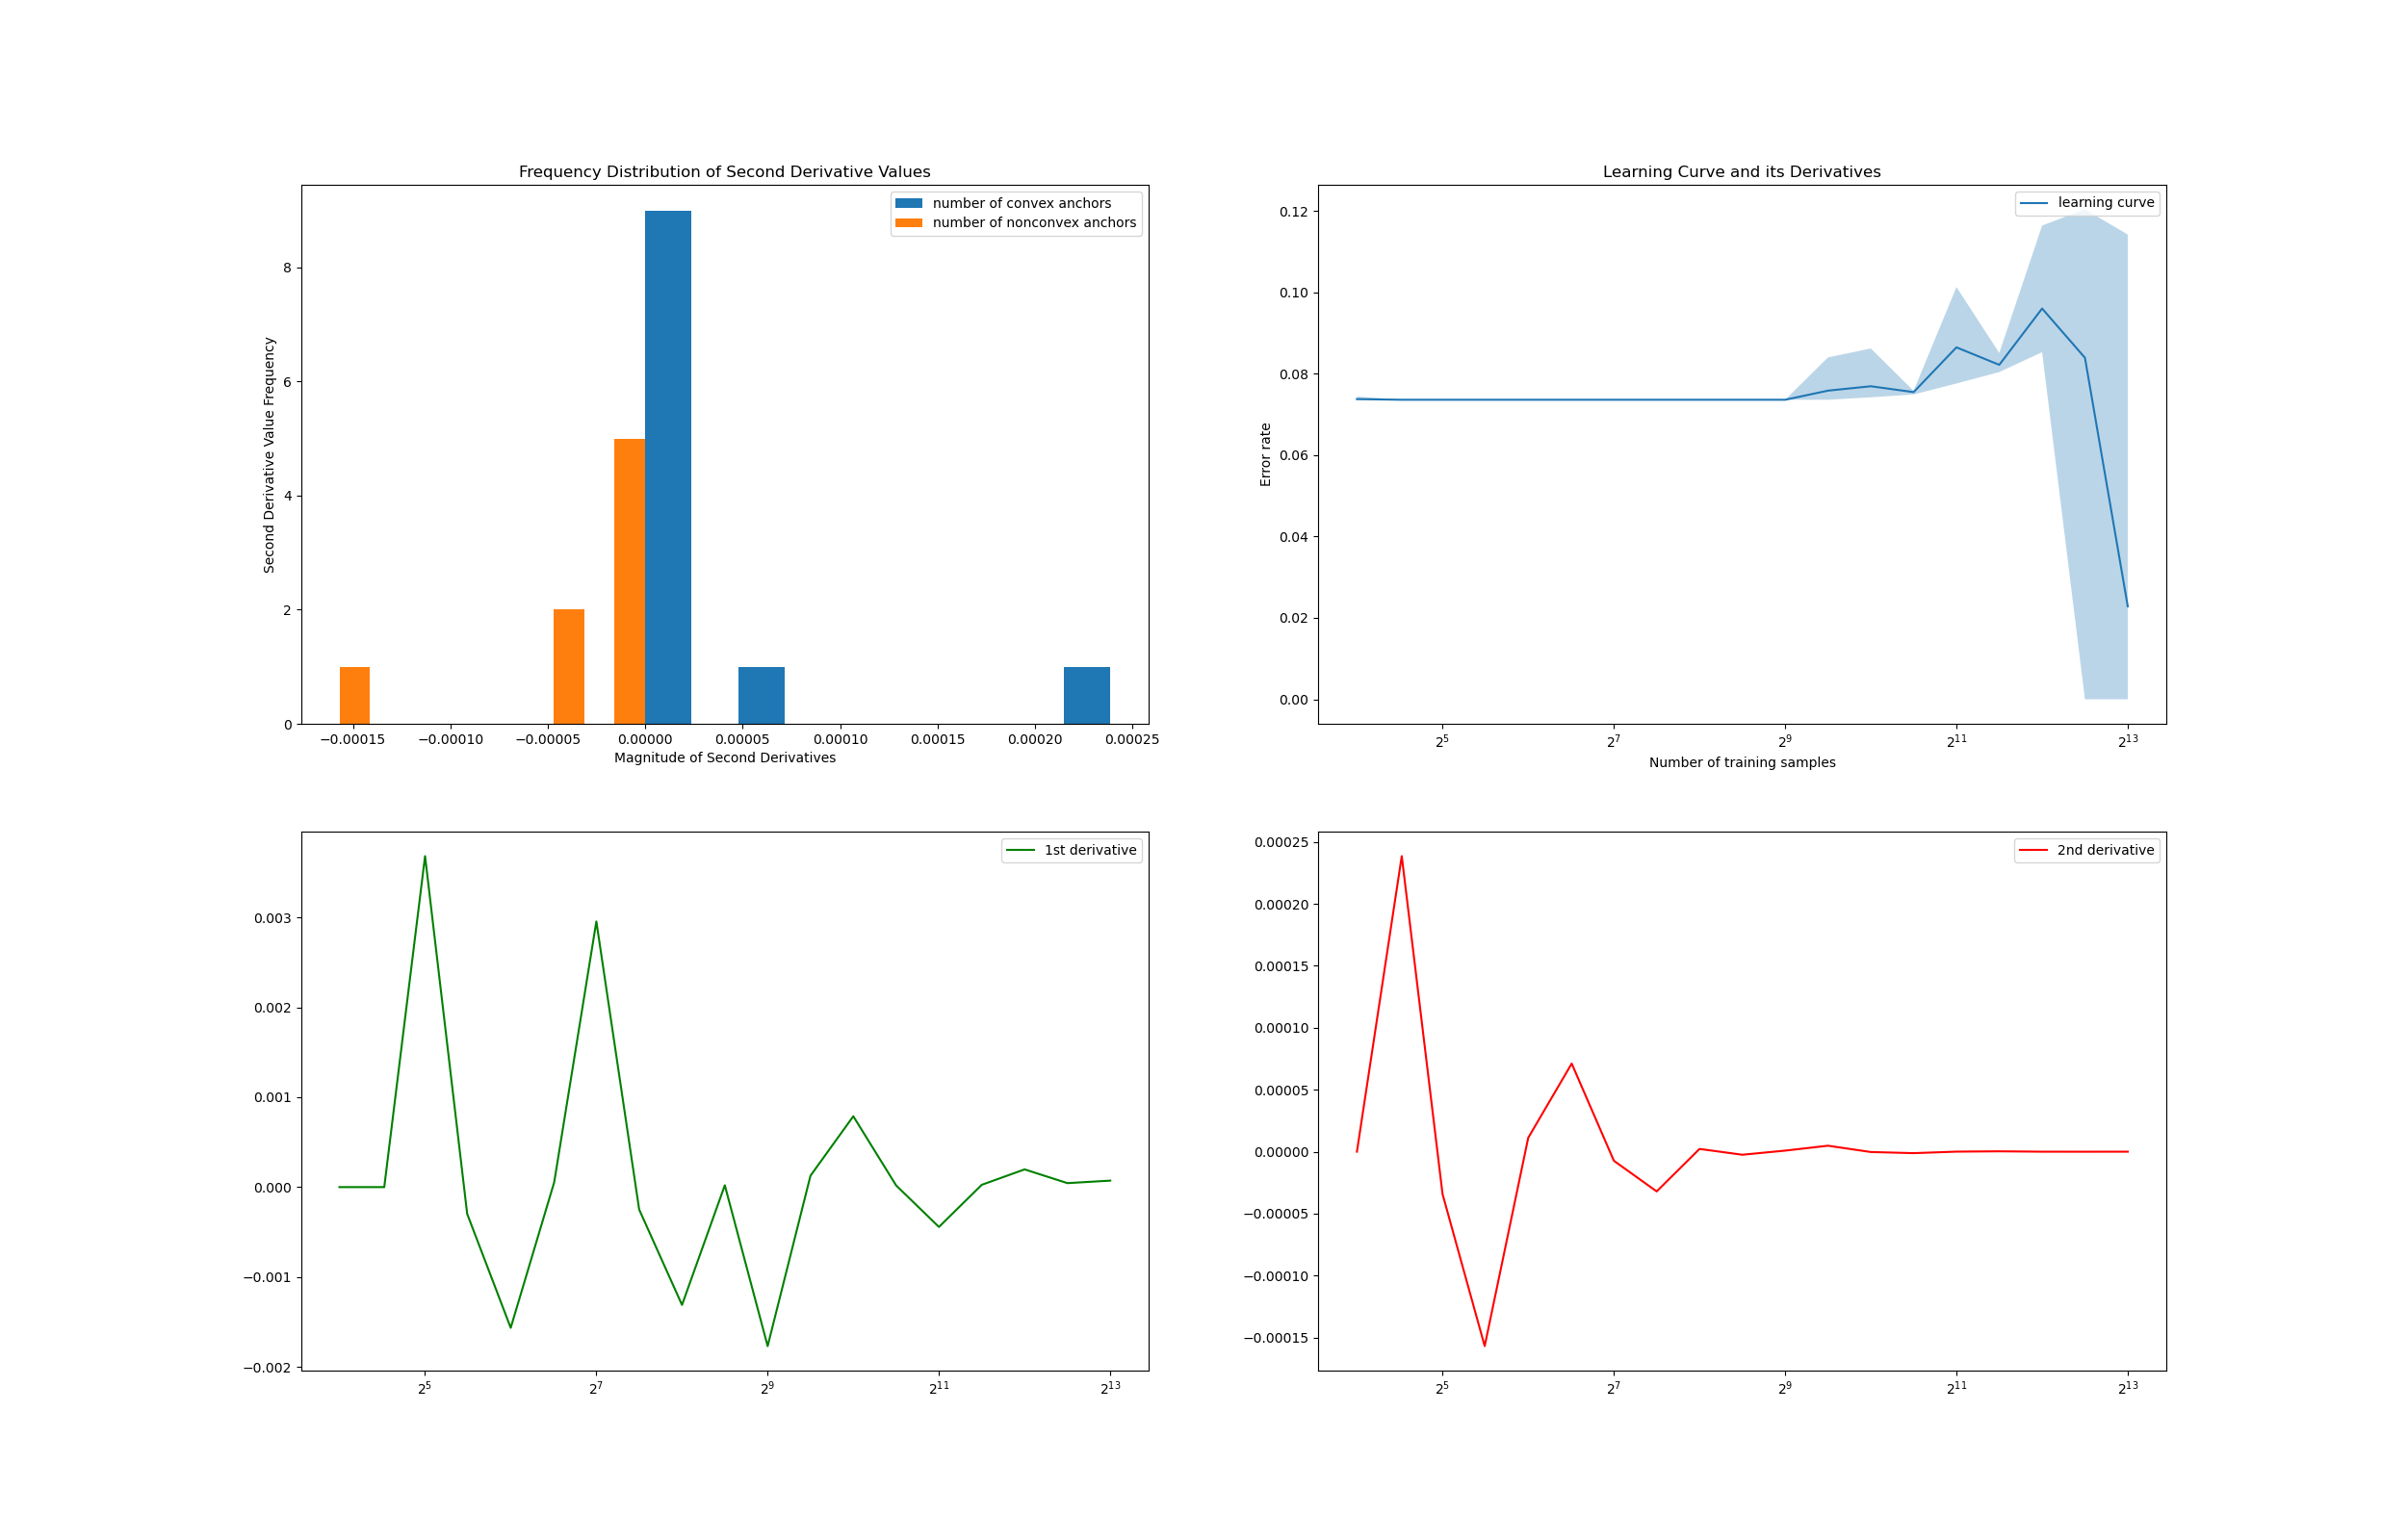 Frequency Distribution of Second Derivative Values
number of convex anchors
number of nonconvex anchors
Second Derivative Value Frequency
8
6
4
2
0
−0.00015 −0.00010 −0.00005 0.00000 0.00005 0.00010 0.00015 0.00020 0.00025
Magnitude of Second Derivatives
Learning Curve and its Derivatives
learning curve
Error rate
0.12
0.10
0.08
0.06
0.04
0.02
0.00
2^5 2^7 2^9 2^11 2^13
Number of training samples
1st derivative
0.003
0.002
0.001
0.000
−0.001
−0.002
2^5 2^7 2^9 2^11 2^13
2nd derivative
0.00025
0.00020
0.00015
0.00010
0.00005
0.00000
−0.00005
−0.00010
−0.00015
2^5 2^7 2^9 2^11 2^13